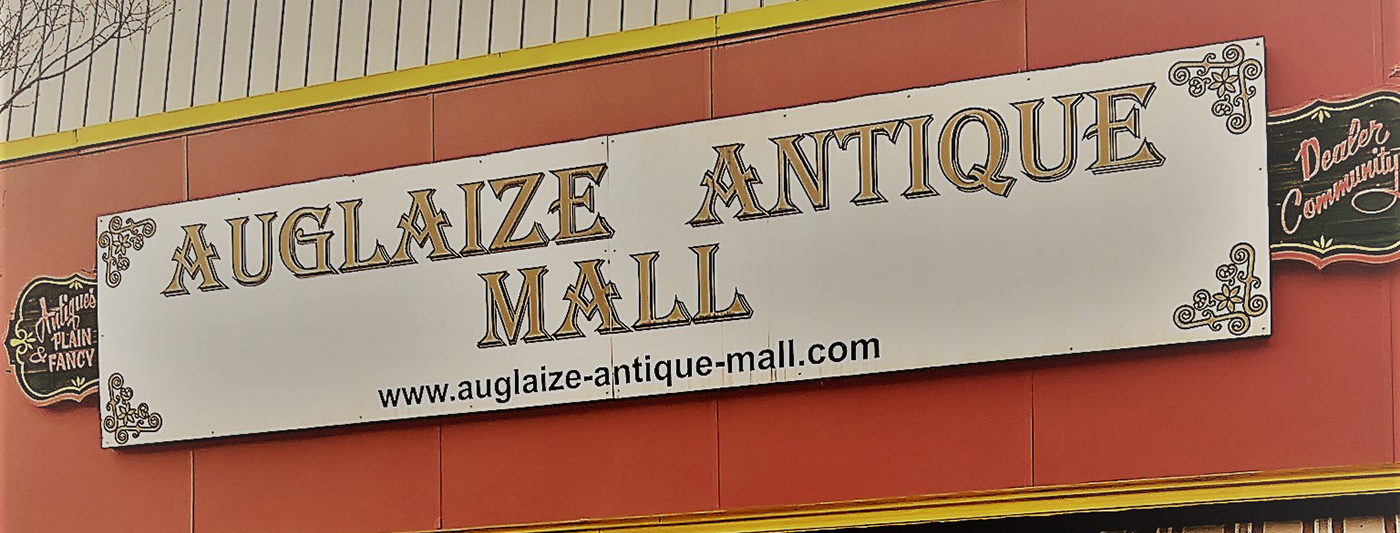 AUGLAIZE ANTIQUE
MALL
www.auglaize-antique-mall.com
Antiques
PLAIN
& FANCY
Dealer
Community